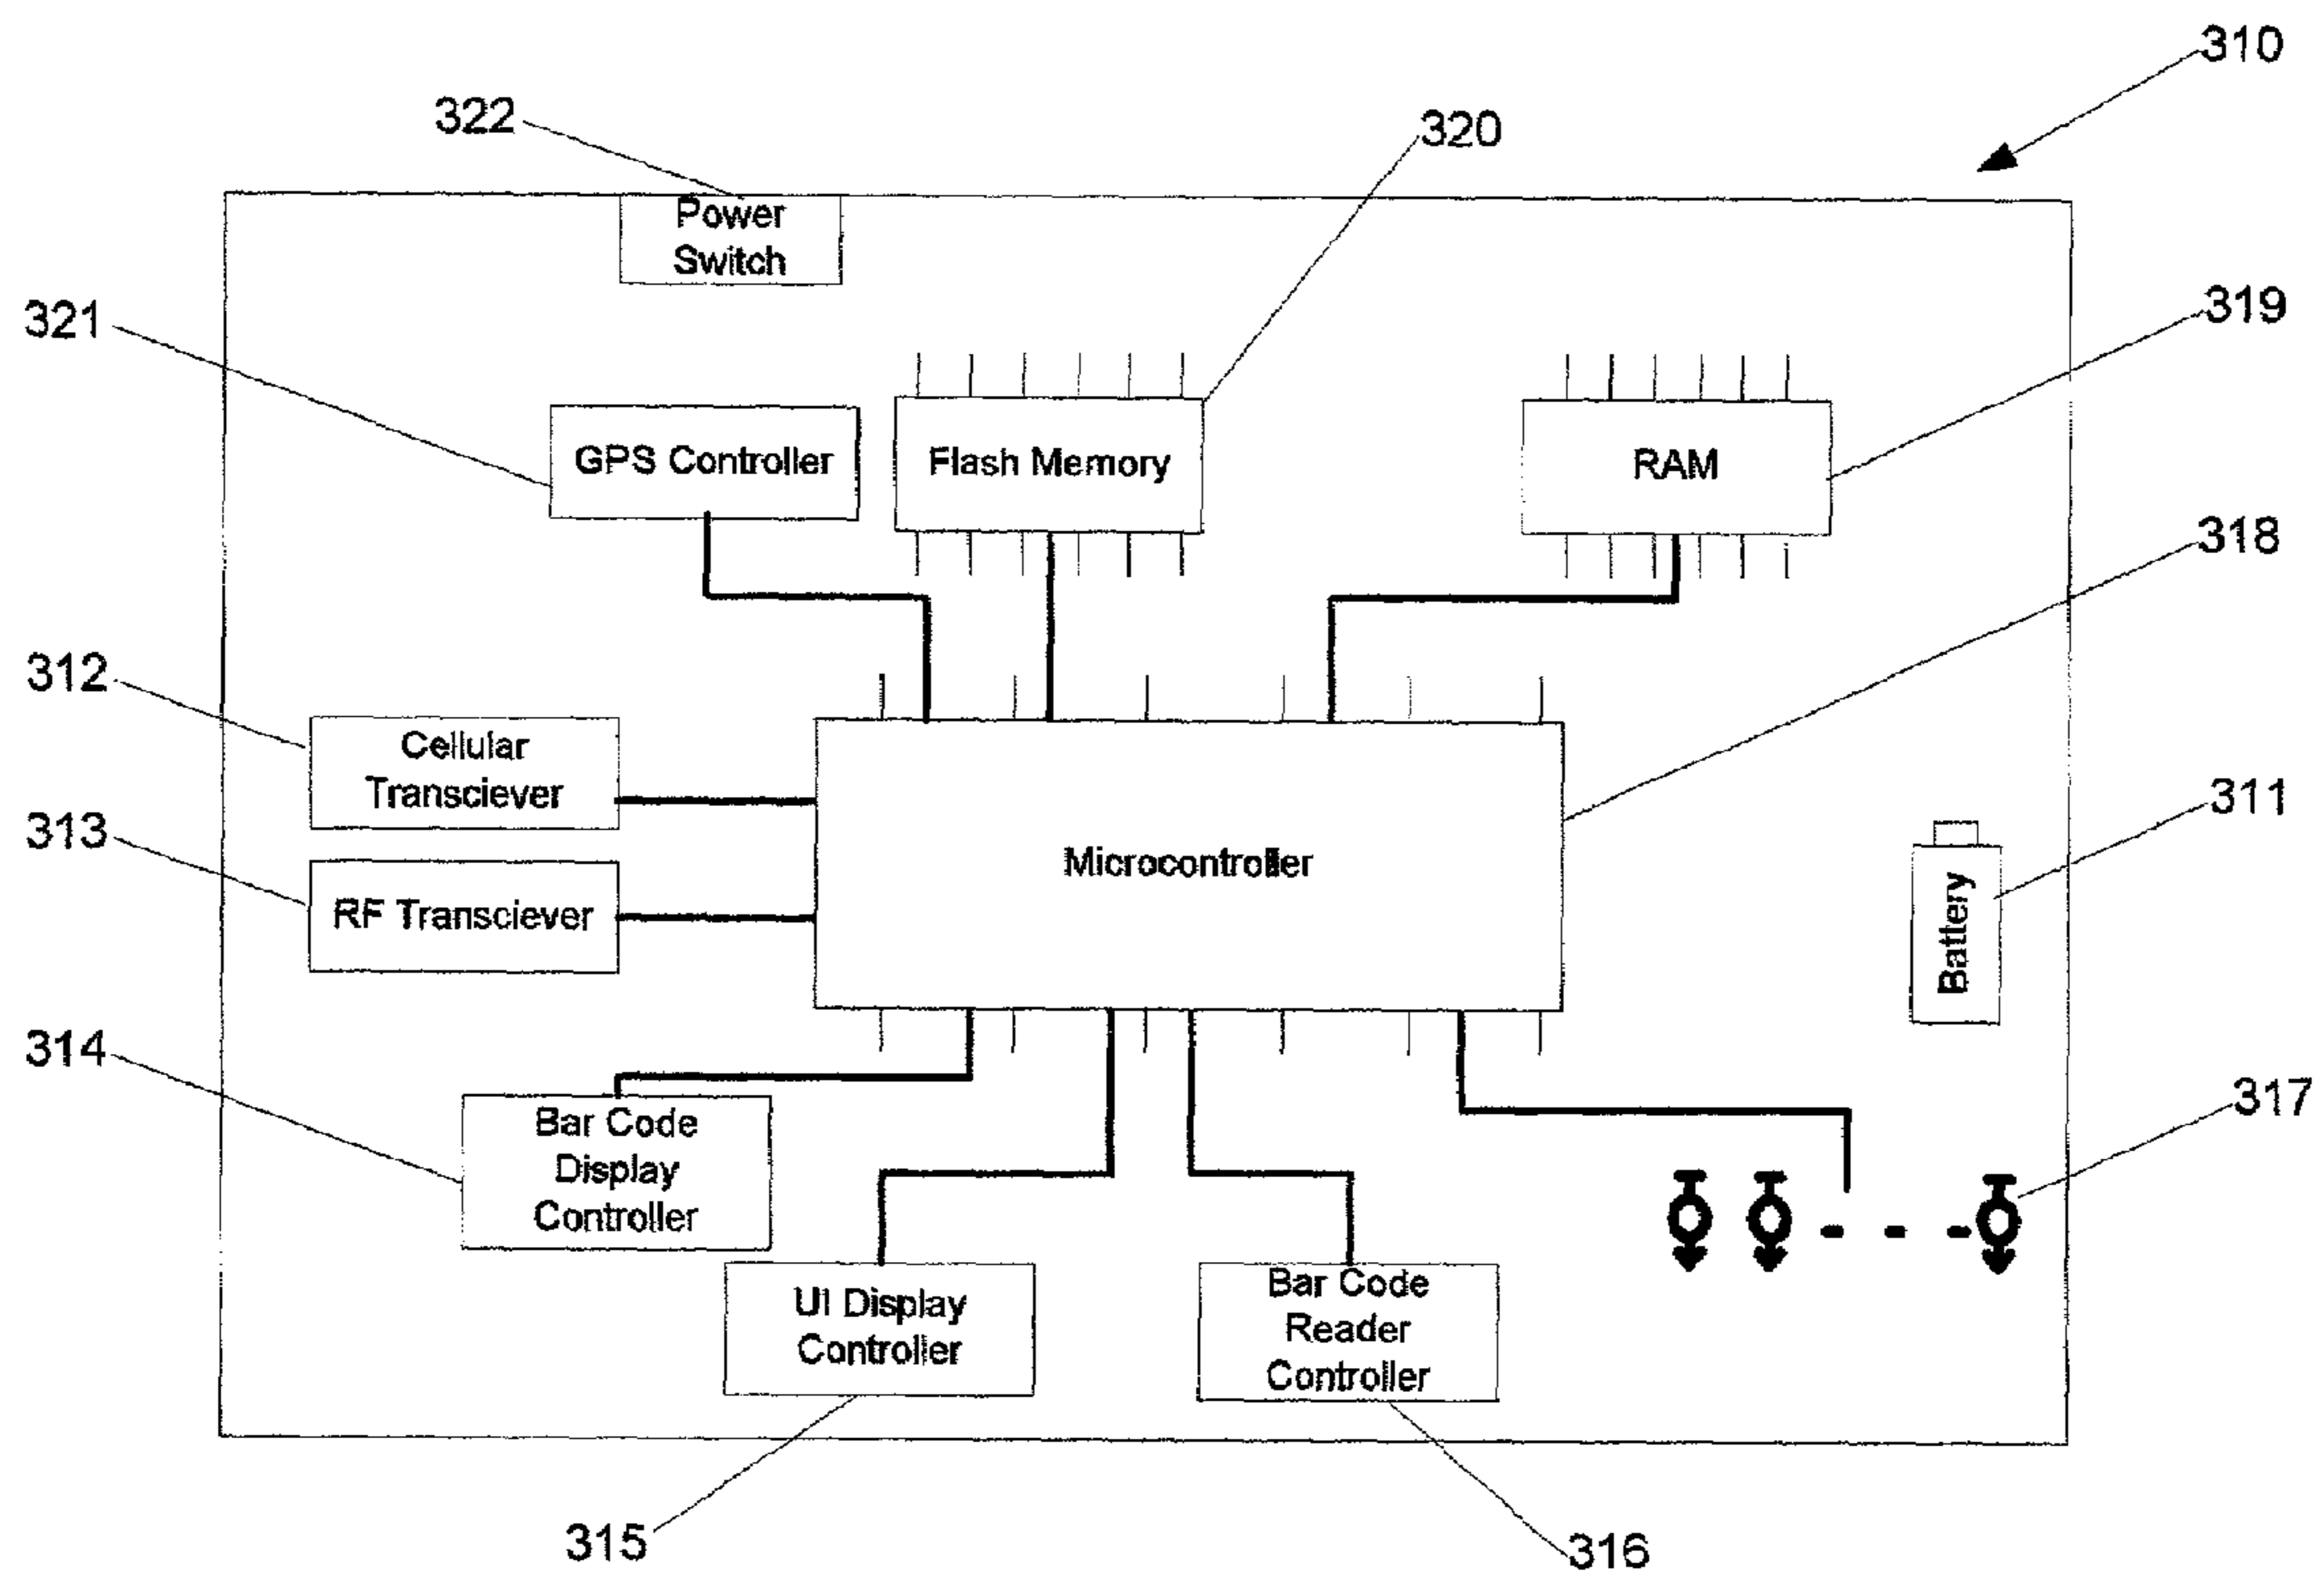 310
322
320
Power
Switch
321
319
GPS Controller
Flash Memory
RAM
318
312
Cellular
Transciever
311
313
Microcontroller
RF Transciever
Battery
314
317
Bar Code
Display
Controller
UI Display
Controller
Bar Code
Reader
Controller
315
316